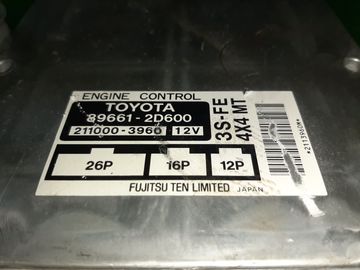 ENGINE CONTROL
TOYOTA
89661-2D600
211000-3960 12V
3S-FE
4X4 MT
26P 16P 12P
FUJITSU TEN LIMITED JAPAN
*2113960M*